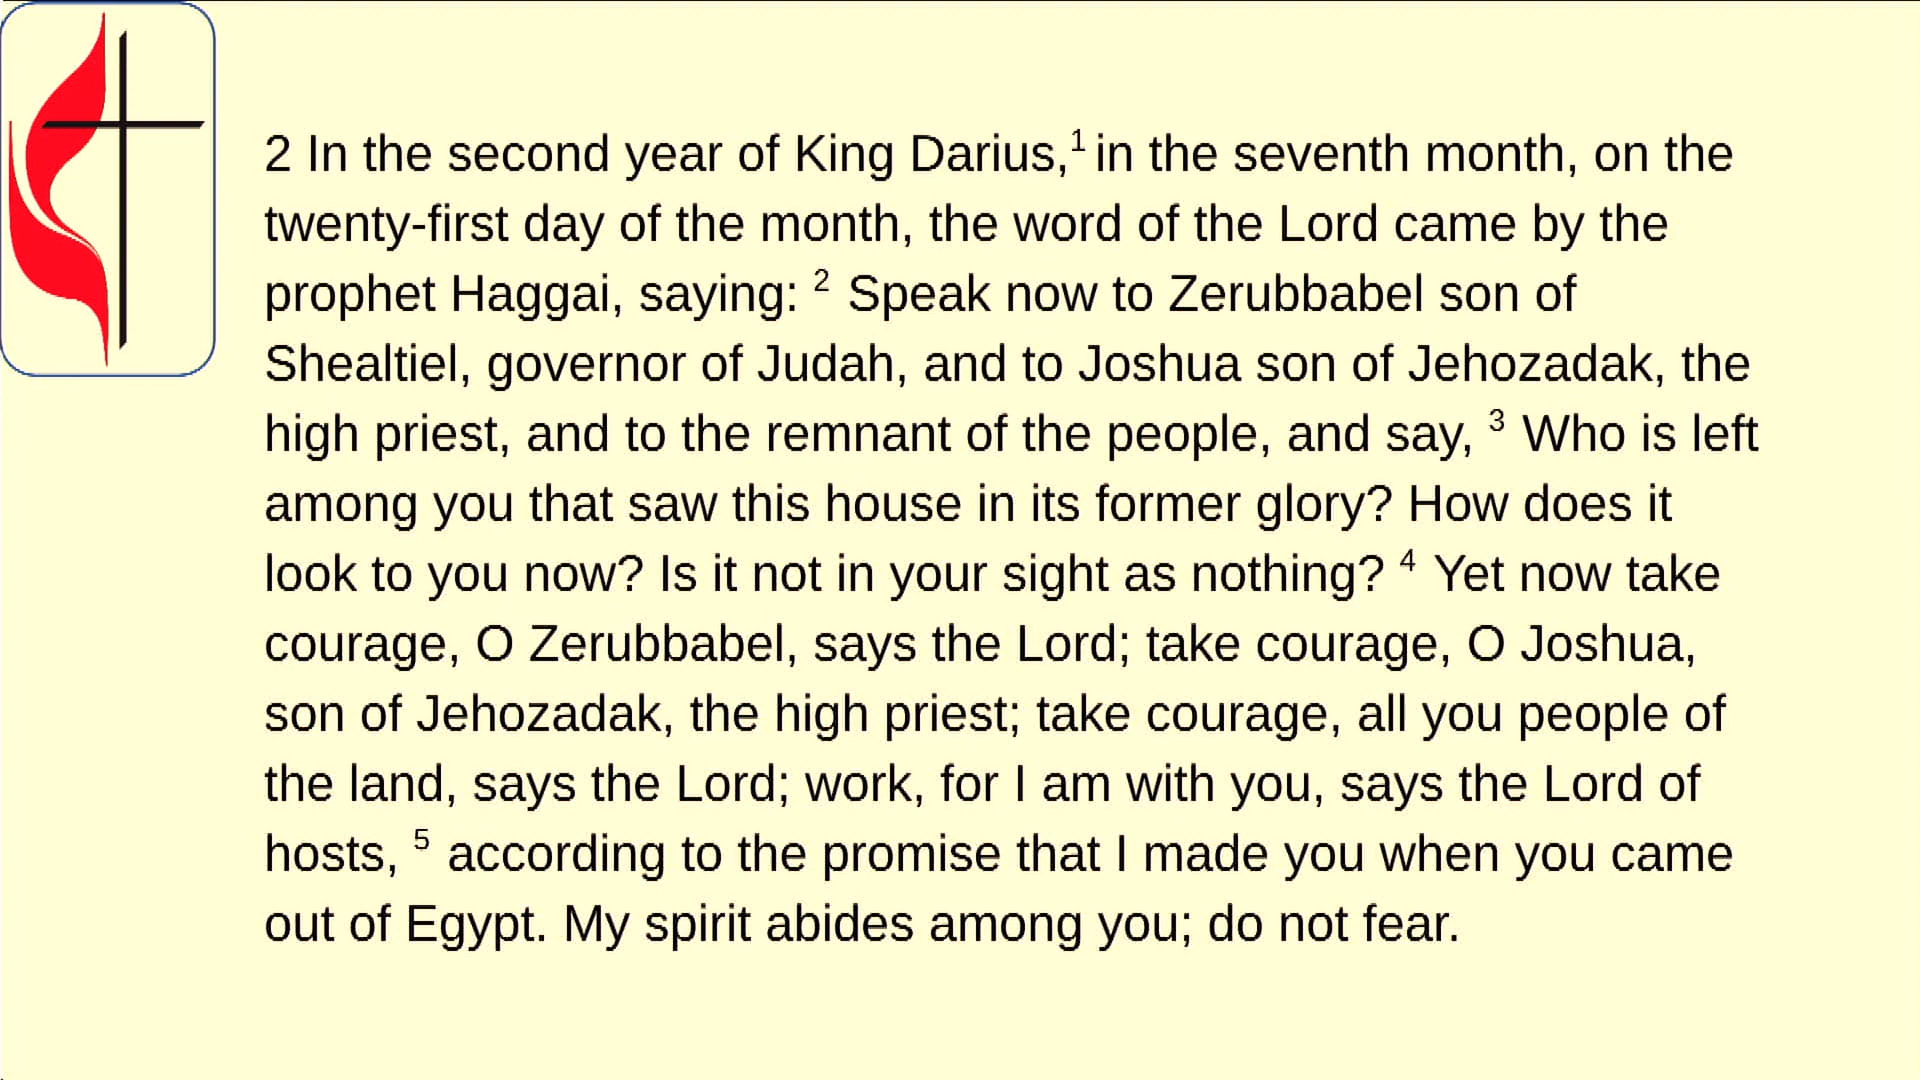 2 In the second year of King Darius,¹ in the seventh month, on the
twenty-first day of the month, the word of the Lord came by the
prophet Haggai, saying: ² Speak now to Zerubbabel son of
Shealtiel, governor of Judah, and to Joshua son of Jehozadak, the
high priest, and to the remnant of the people, and say, ³ Who is left
among you that saw this house in its former glory? How does it
look to you now? Is it not in your sight as nothing? ⁴ Yet now take
courage, O Zerubbabel, says the Lord; take courage, O Joshua,
son of Jehozadak, the high priest; take courage, all you people of
the land, says the Lord; work, for I am with you, says the Lord of
hosts, ⁵ according to the promise that I made you when you came
out of Egypt. My spirit abides among you; do not fear.